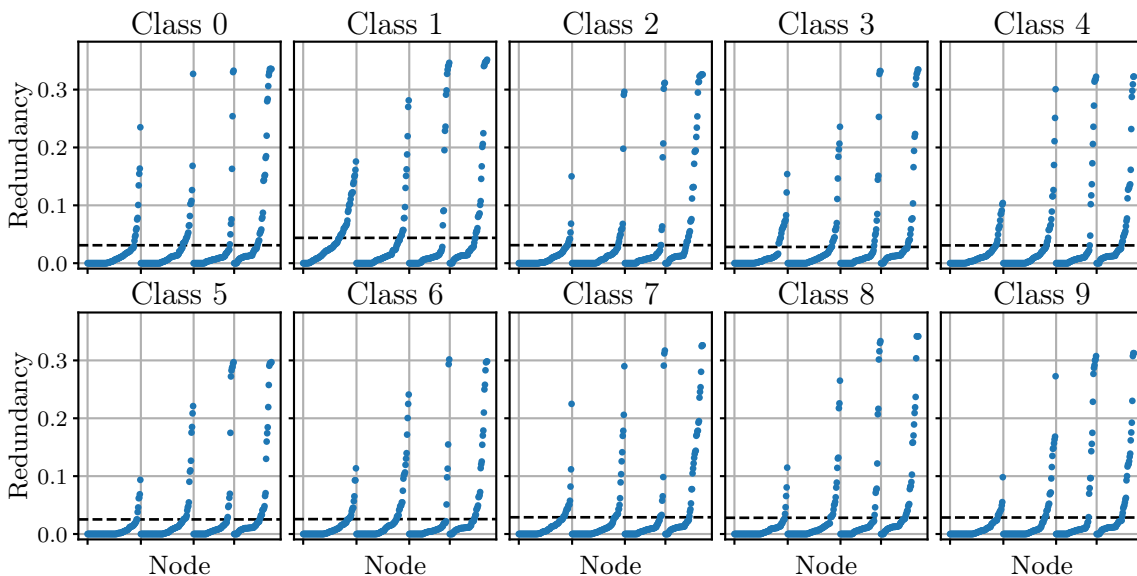 Class 0 Class 1 Class 2 Class 3 Class 4
Redundancy
0.3
0.2
0.1
0.0
Class 5 Class 6 Class 7 Class 8 Class 9
Redundancy
0.3
0.2
0.1
0.0
Node Node Node Node Node